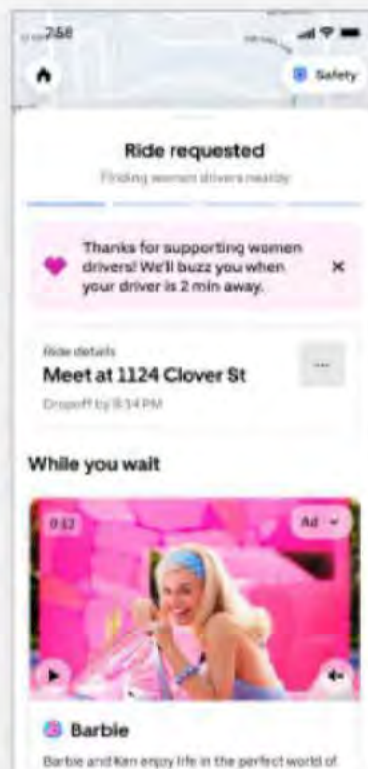 7:58
Safety
Ride requested
Finding women drivers nearby
Thanks for supporting women
drivers! We'll buzz you when
your driver is 2 min away.
Ride details
Meet at 1124 Clover St
Dropoff by 8:14 PM
While you wait
0:32
Ad
Barbie
Barbie and Ken enjoy life in the perfect world of